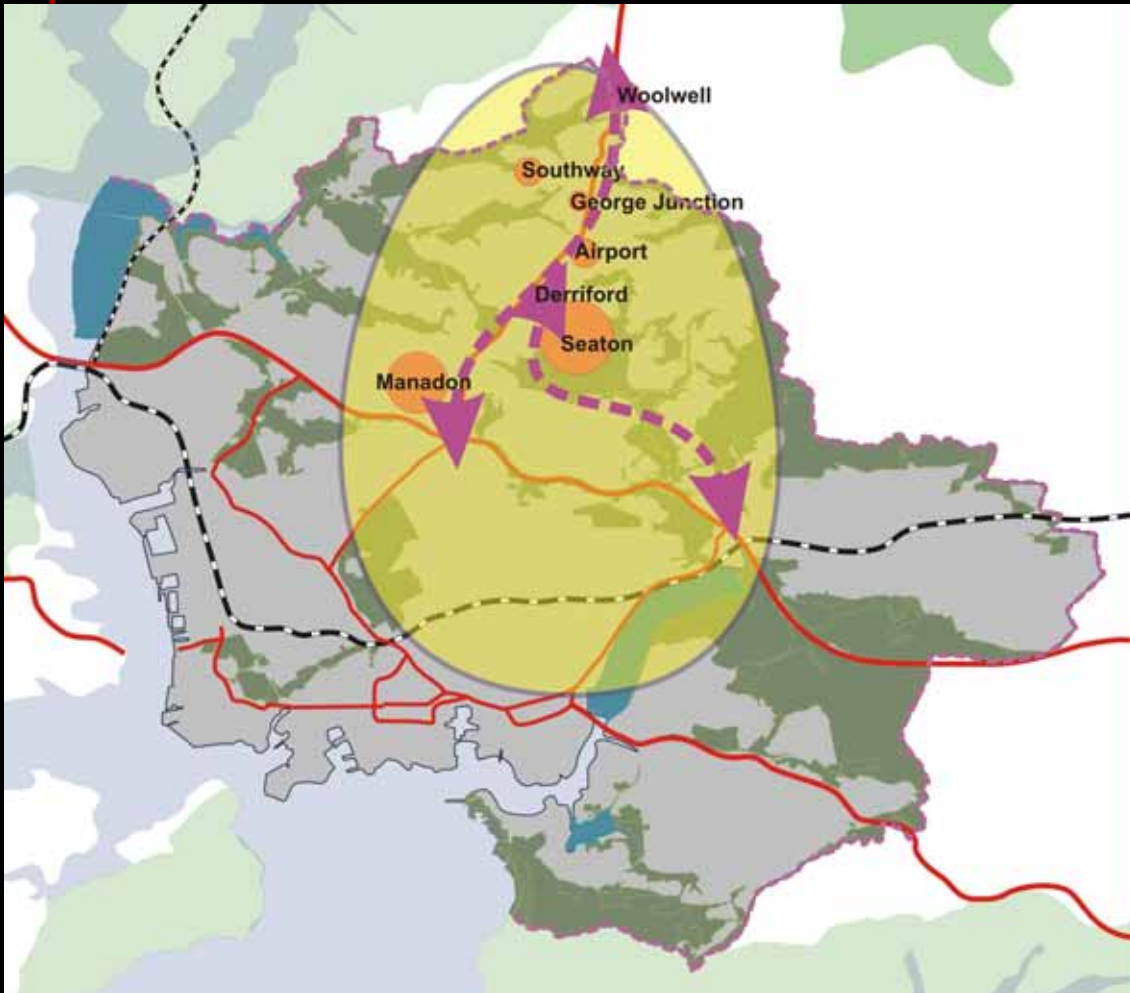 Woolwell
Southway
George Junction
Airport
Derriford
Seaton
Manadon